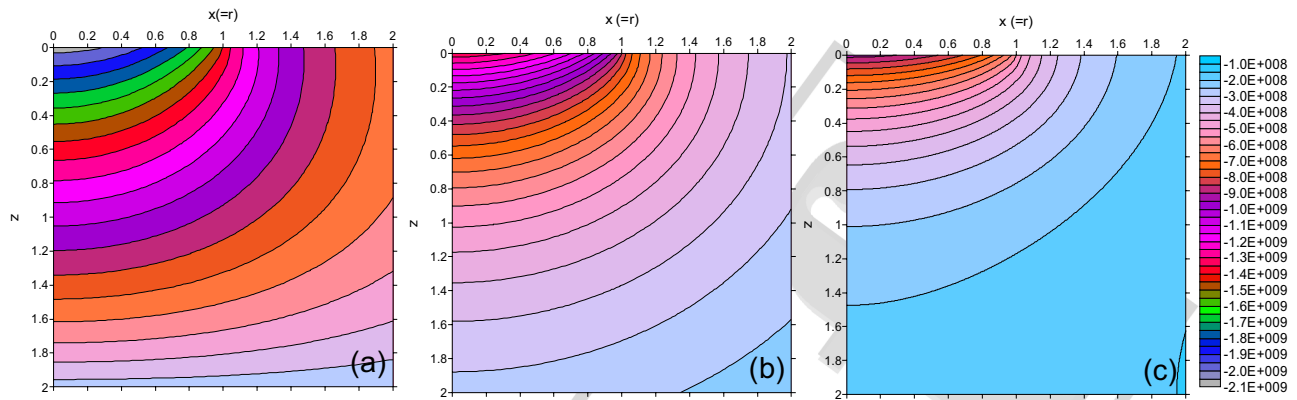 x(=r)
0 0.2 0.4 0.6 0.8 1 1.2 1.4 1.6 1.8 2
0
0.2
0.4
0.6
0.8
1
1.2
1.4
1.6
1.8
2
z
(a)
x (=r)
0 0.2 0.4 0.6 0.8 1 1.2 1.4 1.6 1.8 2
0
0.2
0.4
0.6
0.8
1
1.2
1.4
1.6
1.8
2
z
(b)
x (=r)
0 0.2 0.4 0.6 0.8 1 1.2 1.4 1.6 1.8 2
0
0.2
0.4
0.6
0.8
1
1.2
1.4
1.6
1.8
2
z
(c)
-1.0E+008
-2.0E+008
-3.0E+008
-4.0E+008
-5.0E+008
-6.0E+008
-7.0E+008
-8.0E+008
-9.0E+008
-1.0E+009
-1.1E+009
-1.2E+009
-1.3E+009
-1.4E+009
-1.5E+009
-1.6E+009
-1.7E+009
-1.8E+009
-1.9E+009
-2.0E+009
-2.1E+009